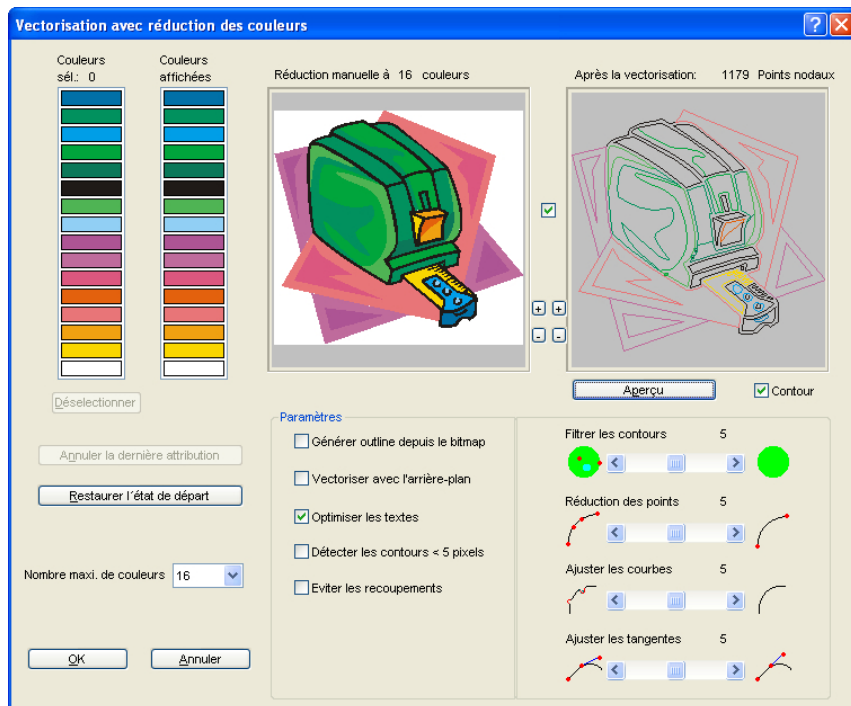 Vectorisation avec réduction des couleurs
Couleurs
sél.: 0
Couleurs
affichées
Réduction manuelle à 16 couleurs
Après la vectorisation: 1179 Points nodaux
+ +
- -
Aperçu
Contour
Déselectionner
Annuler la dernière attribution
Restaurer l´état de départ
Nombre maxi. de couleurs 16
OK
Annuler
Paramètres
Générer outline depuis le bitmap
Vectoriser avec l'arrière-plan
Optimiser les textes
Détecter les contours < 5 pixels
Eviter les recoupements
Filtrer les contours 5
Réduction des points 5
Ajuster les courbes 5
Ajuster les tangentes 5